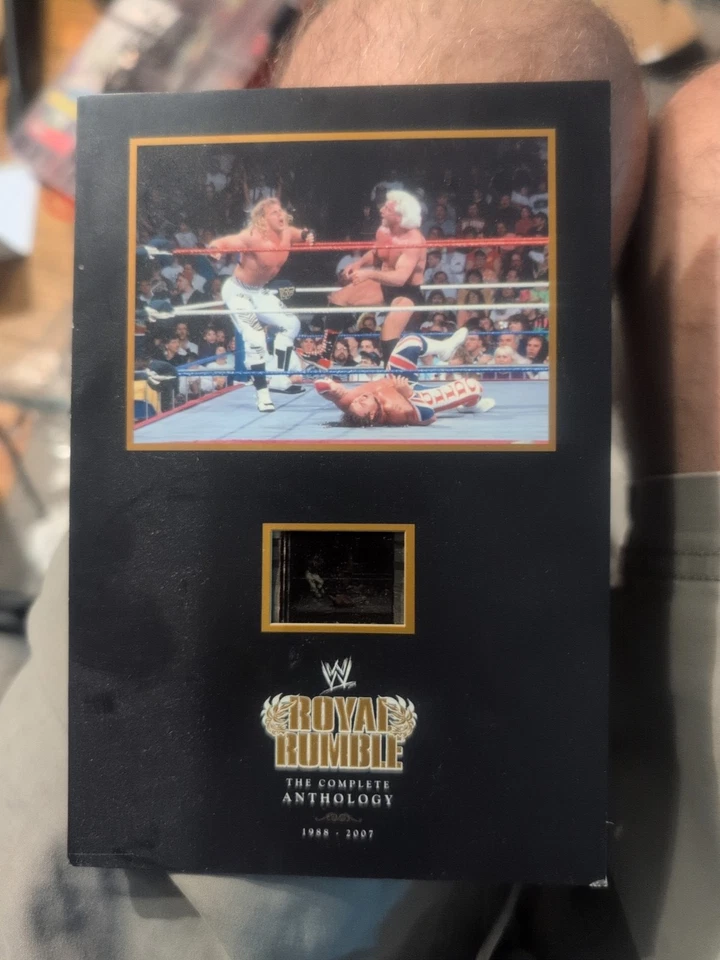 W
ROYAL
RUMBLE
THE COMPLETE
ANTHOLOGY
1988 - 2007